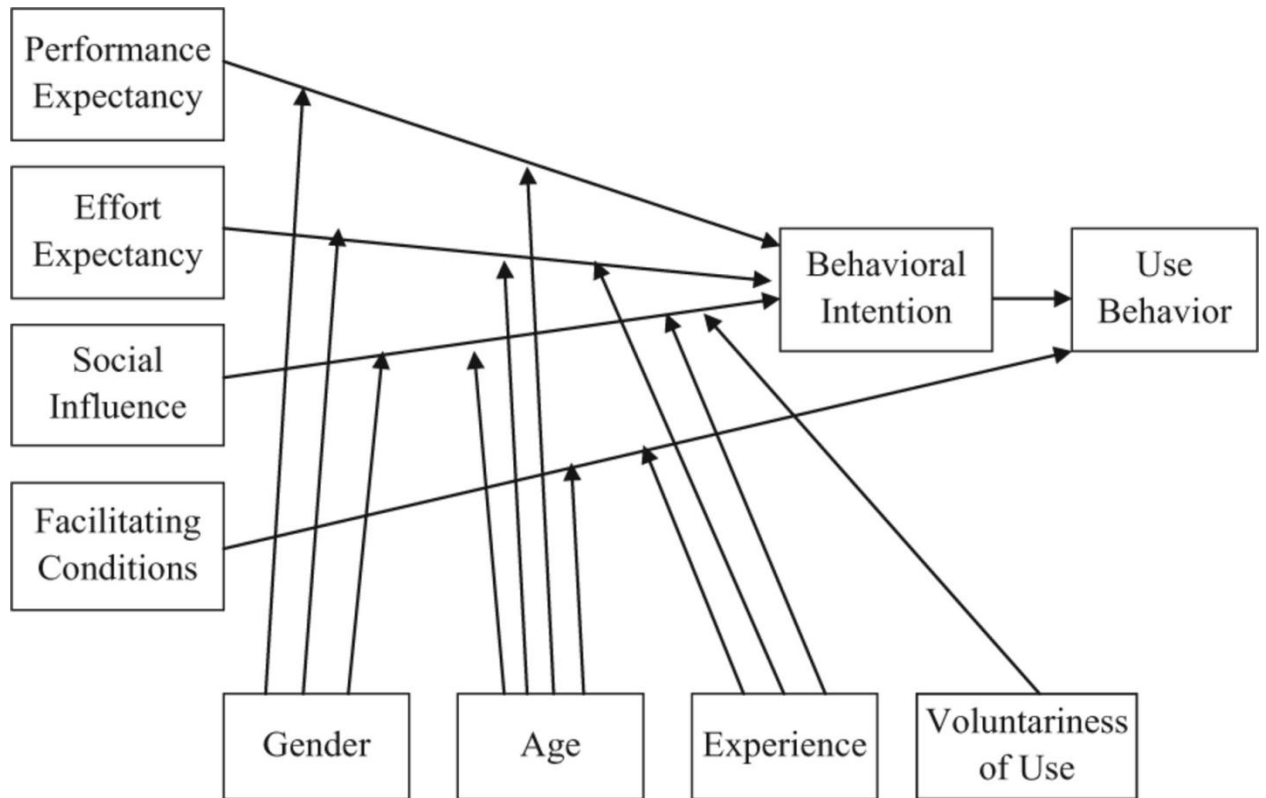 Performance
Expectancy
Effort
Expectancy
Social
Influence
Facilitating
Conditions
Behavioral
Intention
Use
Behavior
Gender
Age
Experience
Voluntariness
of Use